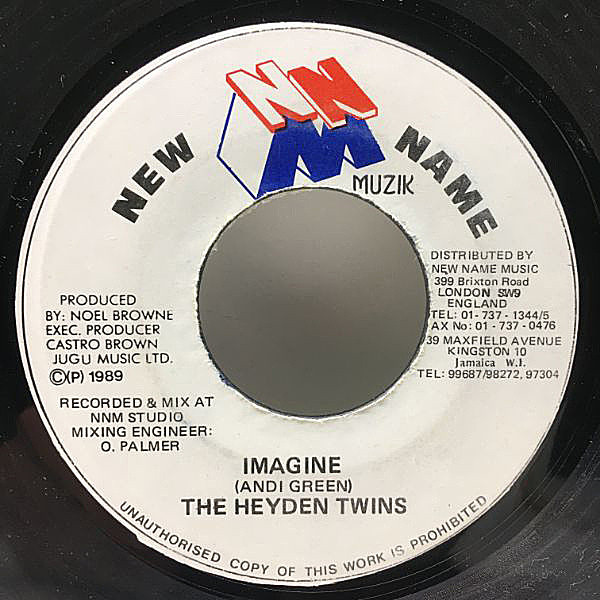 NNM
NEW NAME
MUZIK
PRODUCED
BY: NOEL BROWNE
EXEC. PRODUCER
CASTRO BROWN
JUGU MUSIC LTD.
©(P) 1989
RECORDED & MIX AT
NNM STUDIO
MIXING ENGINEER:
O. PALMER
DISTRIBUTED BY
NEW NAME MUSIC
399 Brixton Road
LONDON SW9
ENGLAND
TEL: 01 - 737 - 1344/5
AX No: 01 - 737 - 0476
39 MAXFIELD AVENUE
KINGSTON 10
Jamaica W.I.
TEL: 99687/98272, 97304
IMAGINE
(ANDI GREEN)
THE HEYDEN TWINS
UNAUTHORISED COPY OF THIS WORK IS PROHIBITED